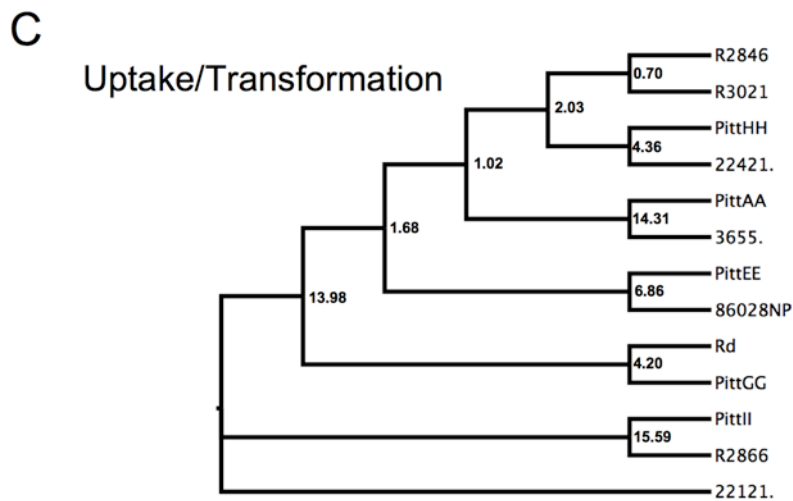 C
Uptake/Transformation
R2846
0.70
R3021
2.03
PittHH
4.36
22421.
1.02
PittAA
14.31
3655.
1.68
PittEE
6.86
86028NP
13.98
Rd
4.20
PittGG
PittII
15.59
R2866
22121.